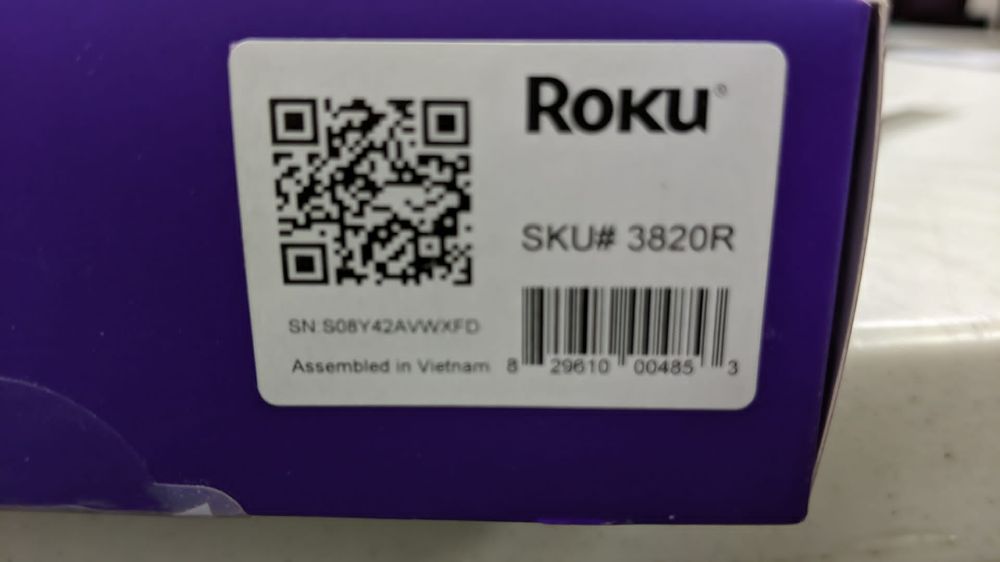 Roku®
SKU# 3820R
SN:S08Y42AVWXFD
Assembled in Vietnam
8 29610 00485 3